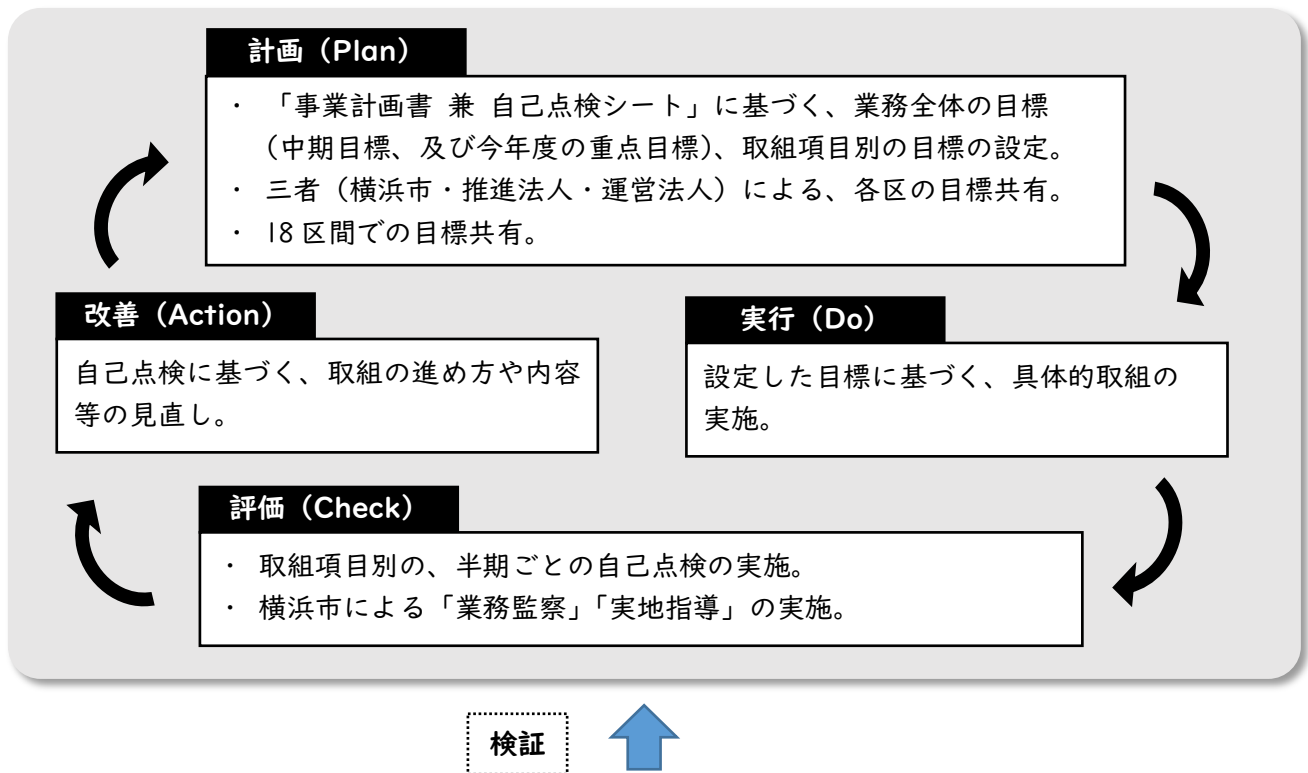 計画（Plan）
・ 「事業計画書 兼 自己点検シート」に基づく、業務全体の目標
（中期目標、及び今年度の重点目標）、取組項目別の目標の設定。
・ 三者（横浜市・推進法人・運営法人）による、各区の目標共有。
・ 18区間での目標共有。
改善（Action）
自己点検に基づく、取組の進め方や内容
等の見直し。
実行（Do）
設定した目標に基づく、具体的取組の
実施。
評価（Check）
・ 取組項目別の、半期ごとの自己点検の実施。
・ 横浜市による「業務監察」「実地指導」の実施。
検証